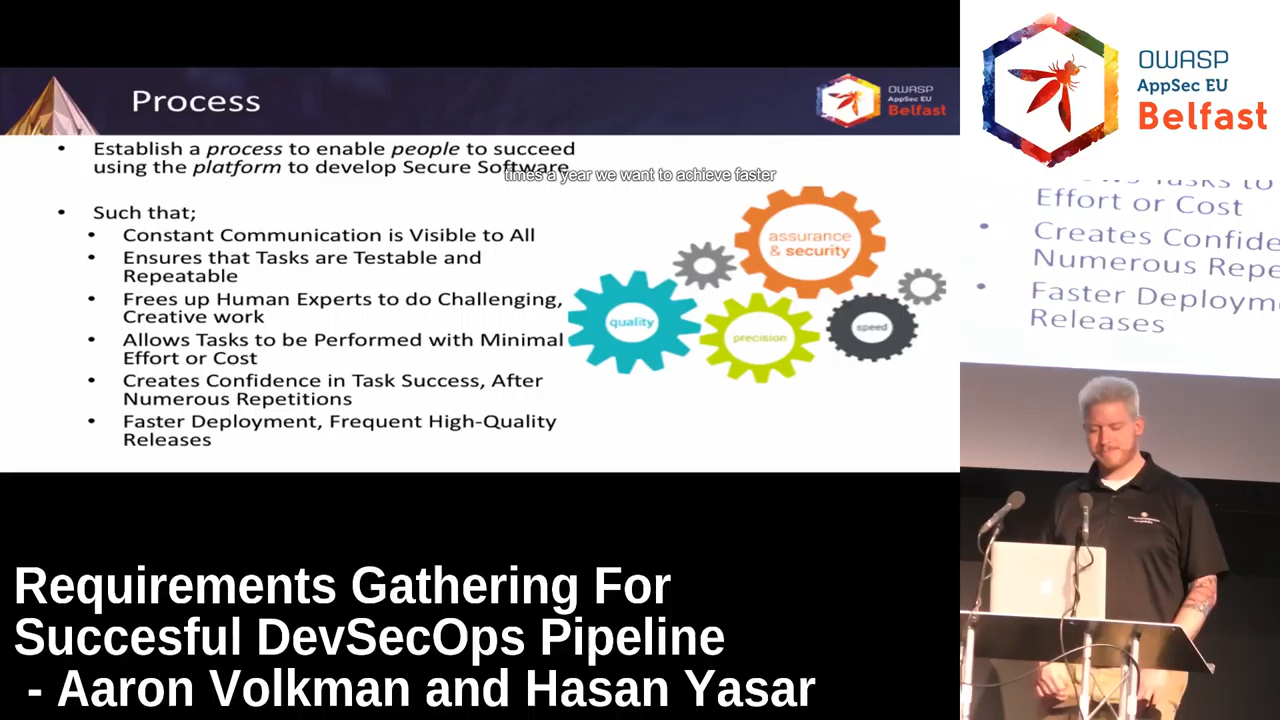 Process
OWASP
AppSec EU
Belfast
• Establish a process to enable people to succeed
using the platform to develop Secure Software
times a year we want to achieve faster
• Such that;
• Constant Communication is Visible to All
• Ensures that Tasks are Testable and
Repeatable
• Frees up Human Experts to do Challenging,
Creative work
• Allows Tasks to be Performed with Minimal
Effort or Cost
• Creates Confidence in Task Success, After
Numerous Repetitions
• Faster Deployment, Frequent High-Quality
Releases
assurance
& security
quality
precision
speed
OWASP
AppSec EU
Belfast
Tasks to
Effort or Cost
• Creates Confide
Numerous Repe
• Faster Deploym
Releases
Requirements Gathering For
Succesful DevSecOps Pipeline
- Aaron Volkman and Hasan Yasar